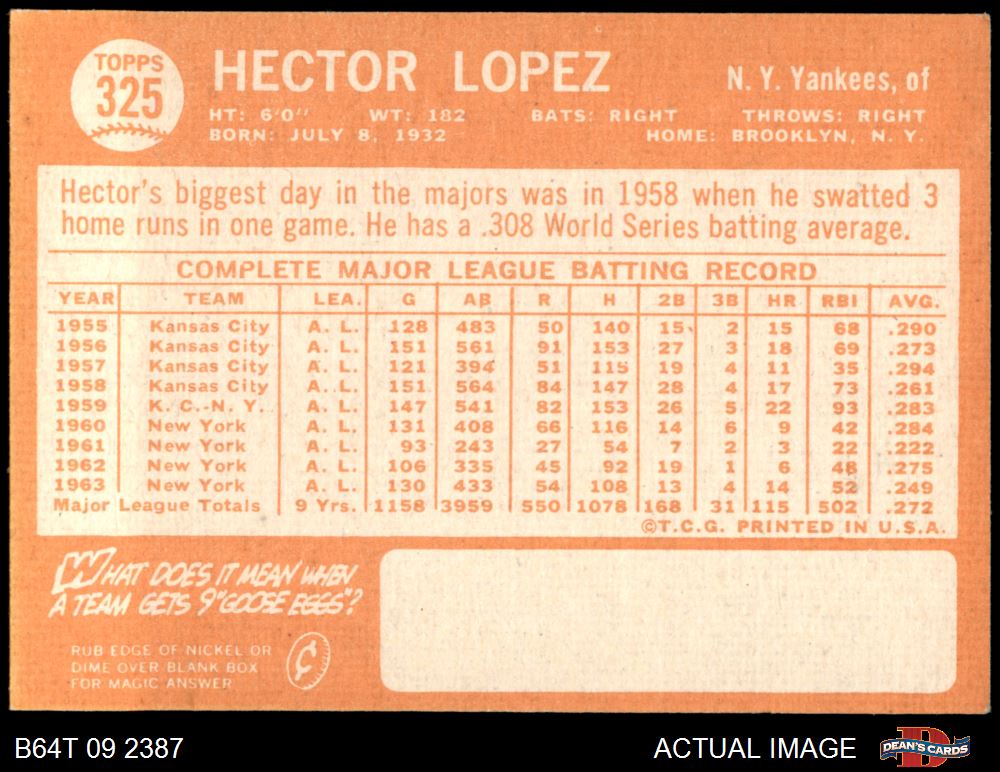 TOPPS
325
HECTOR LOPEZ
N. Y. Yankees, of
HT: 6'0" WT: 182 BATS: RIGHT THROWS: RIGHT
BORN: JULY 8, 1932 HOME: BROOKLYN, N. Y.
Hector's biggest day in the majors was in 1958 when he swatted 3
home runs in one game. He has a .308 World Series batting average.
COMPLETE MAJOR LEAGUE BATTING RECORD
YEAR TEAM LEA. G AB R H 2B 3B HR RBI AVG.
1955 Kansas City A. L. 128 483 50 140 15 2 15 68 .290
1956 Kansas City A. L. 151 561 91 153 27 3 18 69 .273
1957 Kansas City A. L. 121 394 51 115 19 4 11 35 .294
1958 Kansas City A. L. 151 564 84 147 28 4 17 73 .261
1959 K. C.-N. Y. A. L. 147 541 82 153 26 5 22 93 .283
1960 New York A. L. 131 408 66 116 14 6 9 42 .284
1961 New York A. L. 93 243 27 54 7 2 3 22 .222
1962 New York A. L. 106 335 45 92 19 1 6 48 .275
1963 New York A. L. 130 433 54 108 13 4 14 52 .249
Major League Totals 9 Yrs. 1158 3959 550 1078 168 31 115 502 .272
©T.C.G. PRINTED IN U.S.A.
WHAT DOES IT MEAN WHEN
A TEAM GETS 9 "GOOSE EGGS"?
RUB EDGE OF NICKEL OR
DIME OVER BLANK BOX
FOR MAGIC ANSWER
¢
B64T 09 2387
ACTUAL IMAGE
DEAN'S CARDS